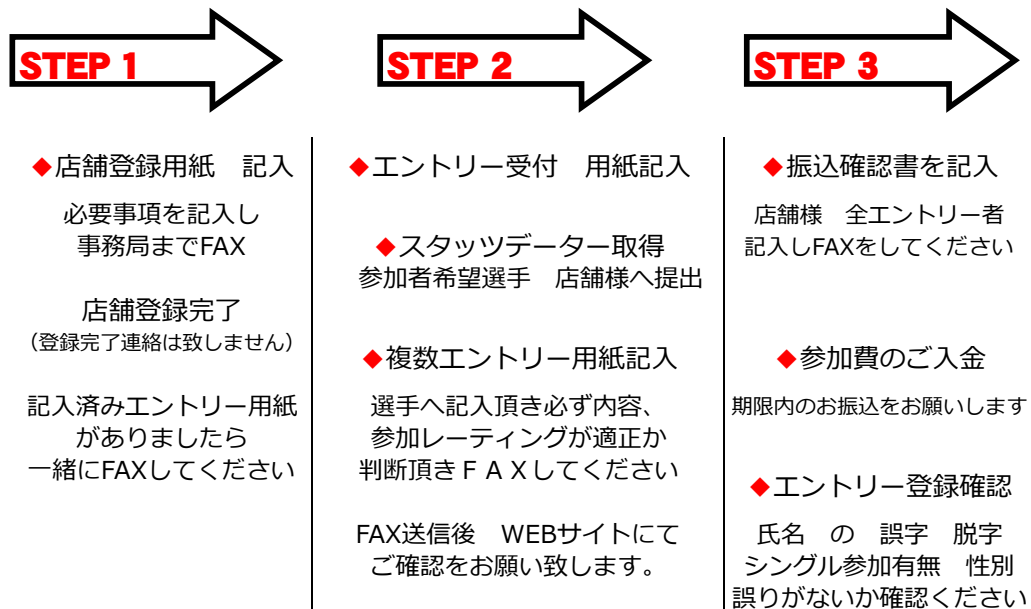 STEP 1
◆店舗登録用紙　記入
必要事項を記入し
事務局までFAX
店舗登録完了
（登録完了連絡は致しません）
記入済みエントリー用紙
がありましたら
一緒にFAXしてください
STEP 2
◆エントリー受付　用紙記入
◆スタッツデーター取得
参加者希望選手　店舗様へ提出
◆複数エントリー用紙記入
選手へ記入頂き必ず内容、
参加レーティングが適正か
判断頂きＦＡＸしてください
FAX送信後　WEBサイトにて
ご確認をお願い致します。
STEP 3
◆振込確認書を記入
店舗様　全エントリー者
記入しFAXをしてください
◆参加費のご入金
期限内のお振込をお願いします
◆エントリー登録確認
氏名　の　誤字　脱字
シングル参加有無　性別
誤りがないか確認ください